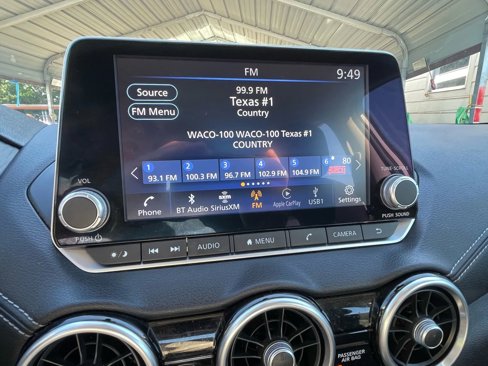 FM
9:49
Source
FM Menu
99.9 FM
Texas #1
Country
WACO-100 WACO-100 Texas #1
COUNTRY
1 2 3 4 5 6 80
93.1 FM 100.3 FM 96.7 FM 102.9 FM 104.9 FM
VOL
TUNE·SCROLL
Phone BT Audio SiriusXM FM Apple CarPlay USB1 Settings
PUSH
PUSH SOUND
AUDIO MENU CAMERA
PASSENGER
AIR BAG